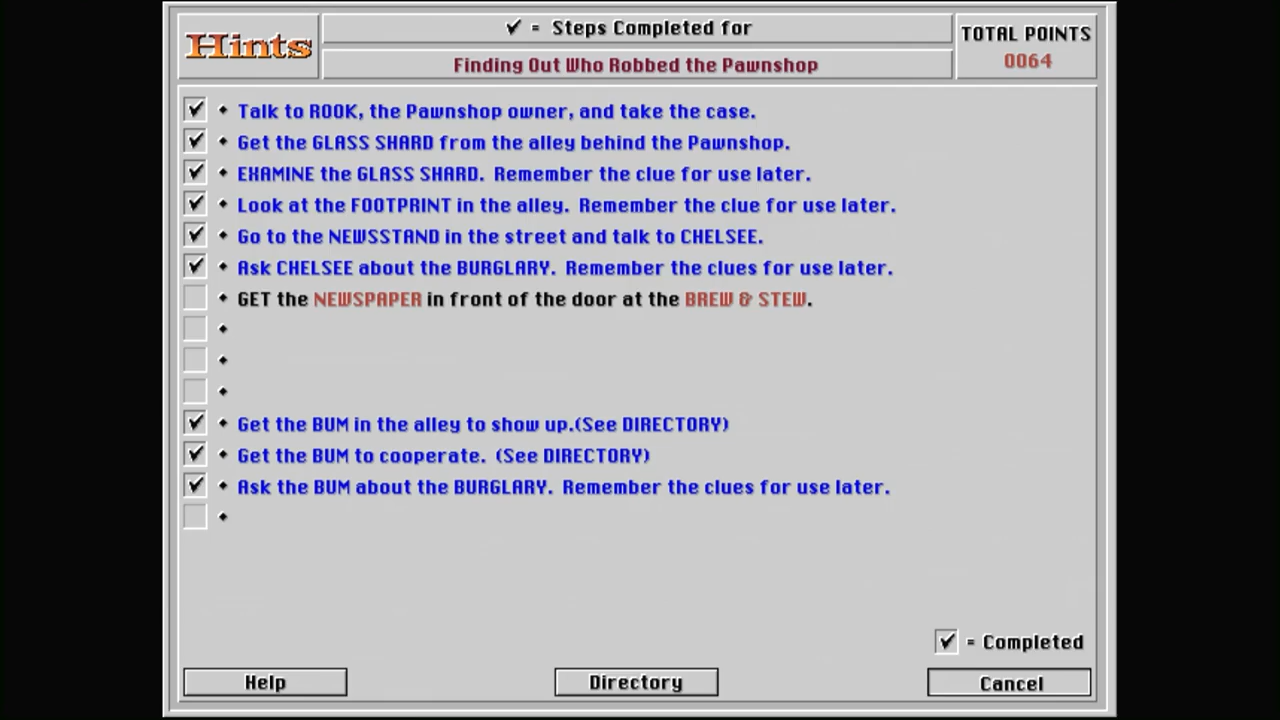 Hints
✓ = Steps Completed for
Finding Out Who Robbed the Pawnshop
TOTAL POINTS
0064
✓ • Talk to ROOK, the Pawnshop owner, and take the case.
✓ • Get the GLASS SHARD from the alley behind the Pawnshop.
✓ • EXAMINE the GLASS SHARD. Remember the clue for use later.
✓ • Look at the FOOTPRINT in the alley. Remember the clue for use later.
✓ • Go to the NEWSSTAND in the street and talk to CHELSEE.
✓ • Ask CHELSEE about the BURGLARY. Remember the clues for use later.
• GET the NEWSPAPER in front of the door at the BREW & STEW.
•
•
•
✓ • Get the BUM in the alley to show up.(See DIRECTORY)
✓ • Get the BUM to cooperate. (See DIRECTORY)
✓ • Ask the BUM about the BURGLARY. Remember the clues for use later.
•
✓ = Completed
Help
Directory
Cancel